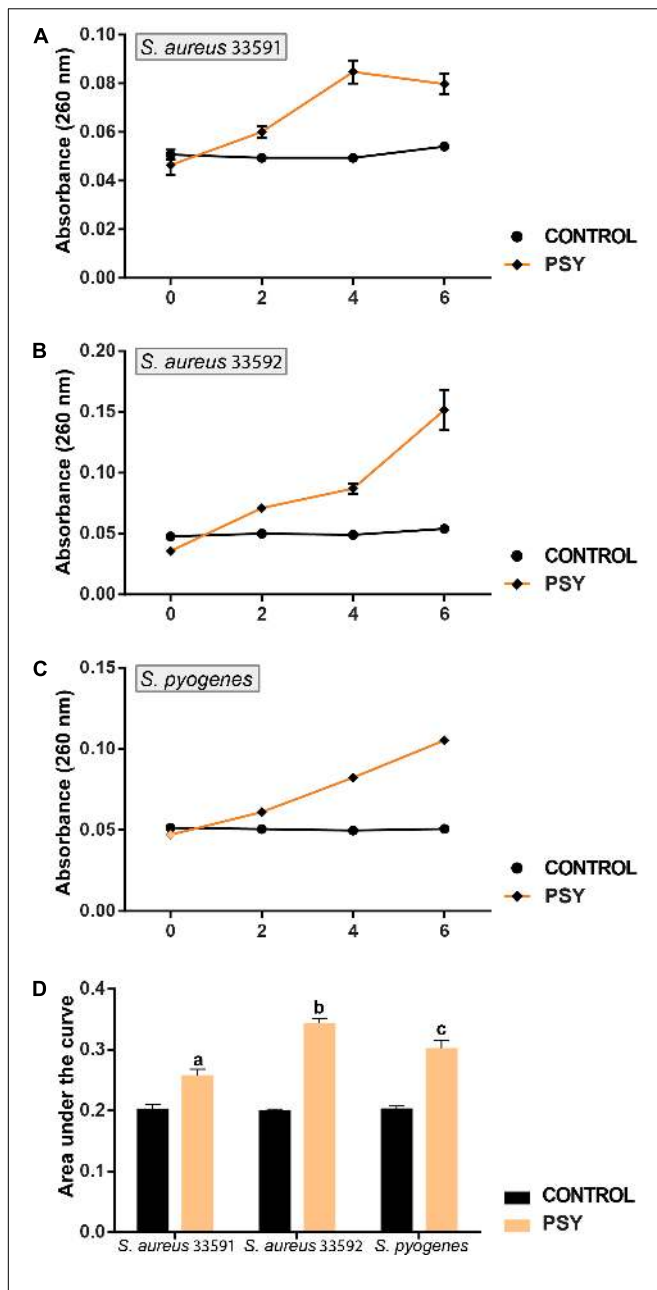 A
S. aureus 33591
Absorbance (260 nm)
0.10
0.08
0.06
0.04
0.02
0.00
0 2 4 6
CONTROL
PSY
B
S. aureus 33592
Absorbance (260 nm)
0.20
0.15
0.10
0.05
0.00
0 2 4 6
CONTROL
PSY
C
S. pyogenes
Absorbance (260 nm)
0.15
0.10
0.05
0.00
0 2 4 6
CONTROL
PSY
D
Area under the curve
0.4
0.3
0.2
0.1
0.0
a b c
S. aureus 33591 S. aureus 33592 S. pyogenes
CONTROL
PSY